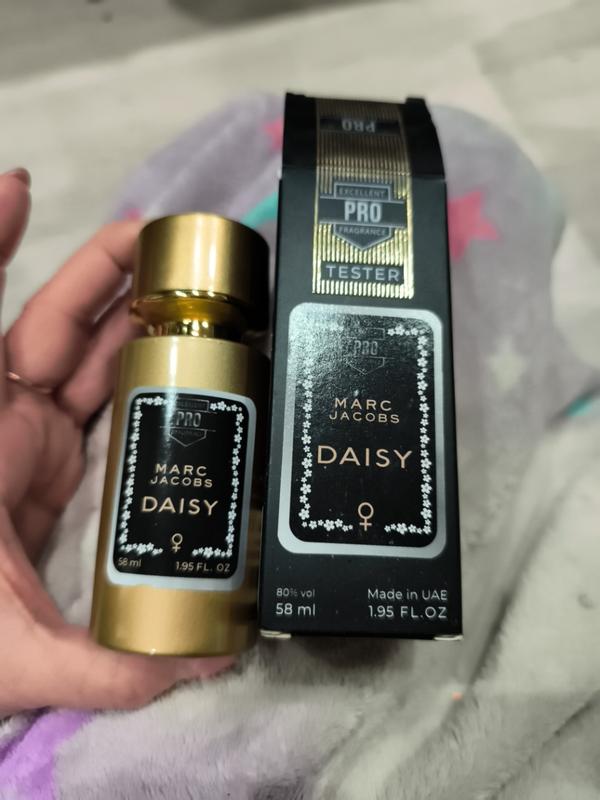 PRO
EXCELLENT
PRO
FRAGRANCE
TESTER
PRO
MARC
JACOBS
DAISY
80% vol
58 ml
Made in UAE
1.95 FL.OZ
PRO
MARC
JACOBS
DAISY
58 ml
1.95 FL. OZ